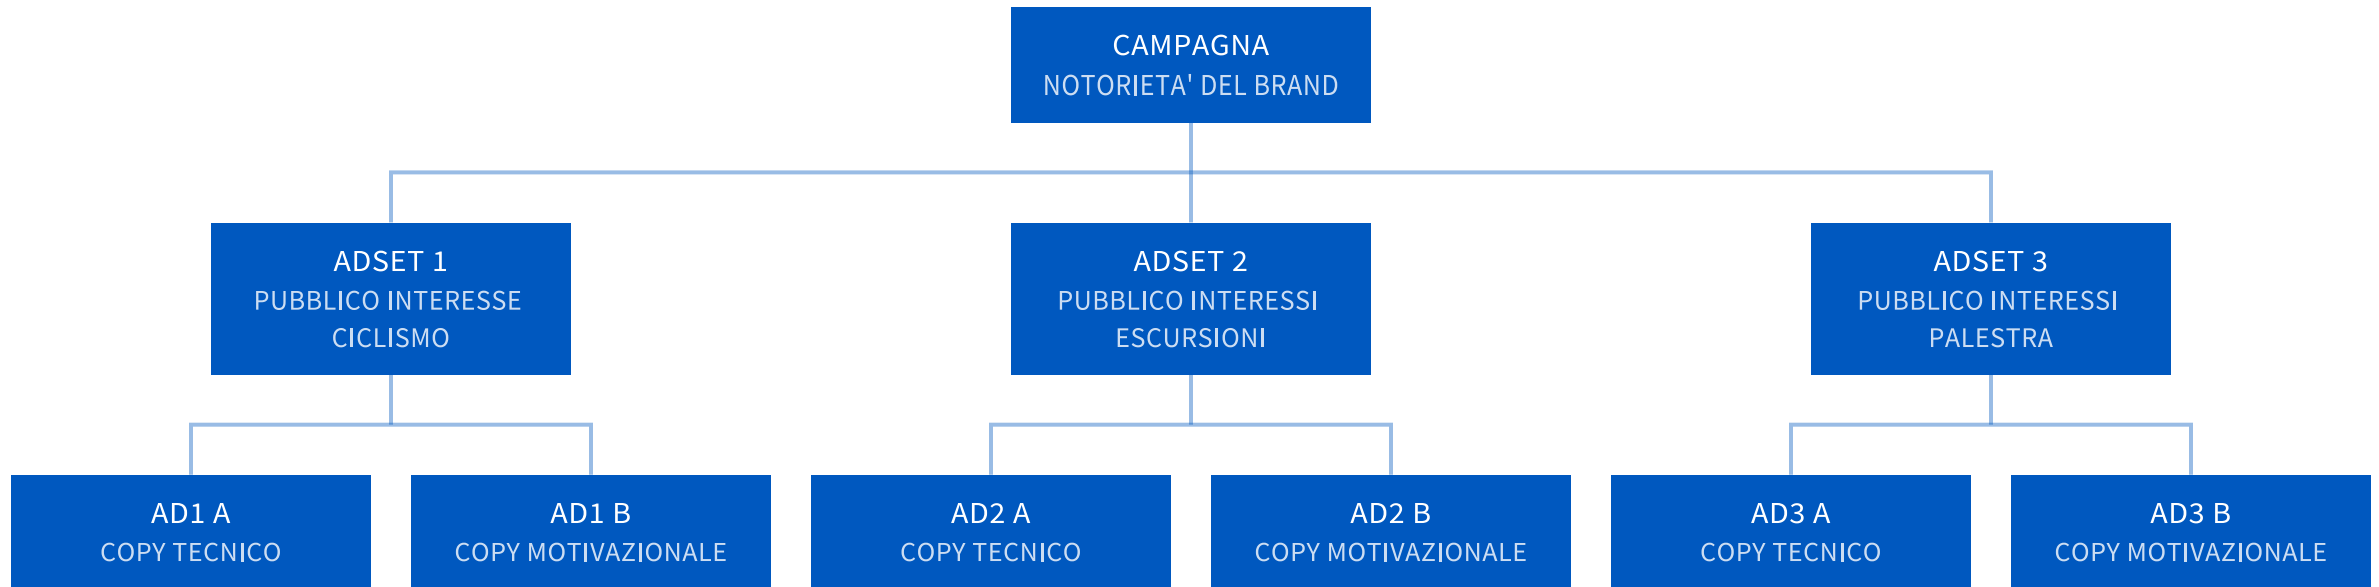 CAMPAGNA
NOTORIETA' DEL BRAND
ADSET 1
PUBBLICO INTERESSE
CICLISMO
ADSET 2
PUBBLICO INTERESSI
ESCURSIONI
ADSET 3
PUBBLICO INTERESSI
PALESTRA
AD1 A
COPY TECNICO
AD1 B
COPY MOTIVAZIONALE
AD2 A
COPY TECNICO
AD2 B
COPY MOTIVAZIONALE
AD3 A
COPY TECNICO
AD3 B
COPY MOTIVAZIONALE